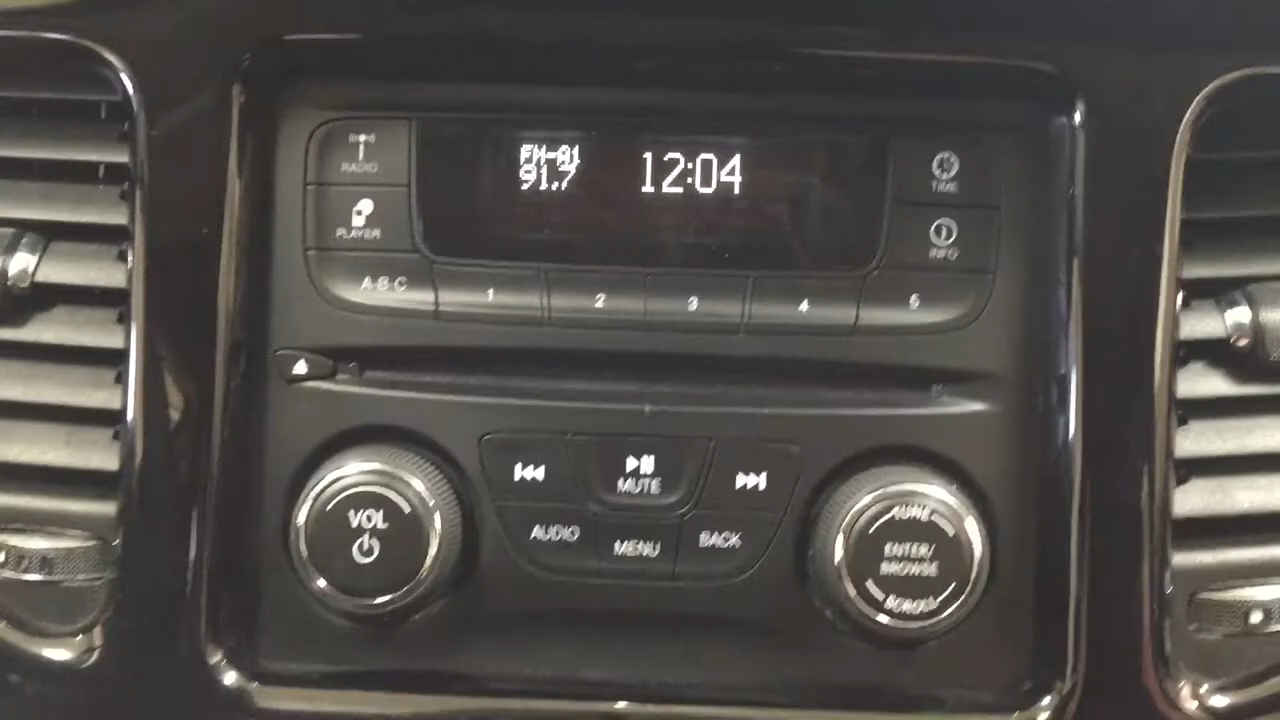 RADIO
FM-A1
91.7
12:04
TIME
PLAYER
INFO
A-B-C
1
2
3
4
5
VOL
MUTE
AUDIO
MENU
BACK
TUNE
ENTER/
BROWSE
SCROLL